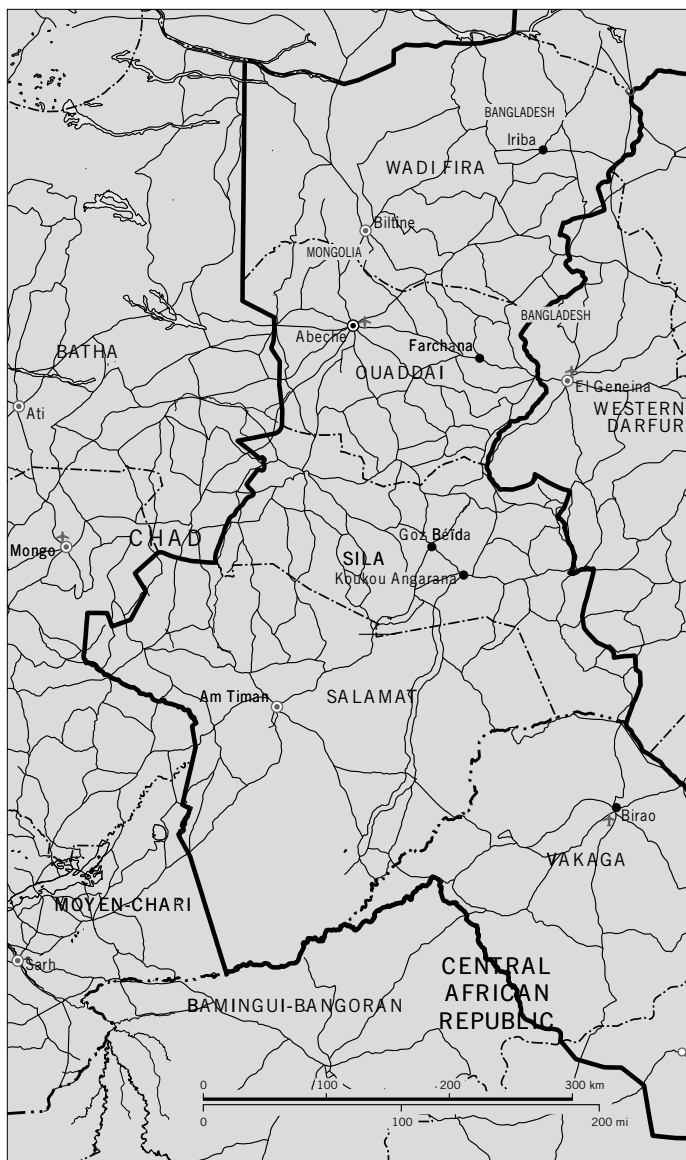 BANGLADESH
Iriba
WADI FIRA
Biltine
MONGOLIA
Abeche
BANGLADESH
Farchana
BATHA
OUADDAI
El Geneina
Ati
WESTERN
DARFUR
CHAD
Goz Béïda
Mongo
SILA
Koukou Angarana
Am Timan
SALAMAT
Birao
VAKAGA
MOYEN-CHARI
Sarh
CENTRAL
AFRICAN
REPUBLIC
BAMINGUI-BANGORAN
0 100 200 300 km
0 100 200 mi